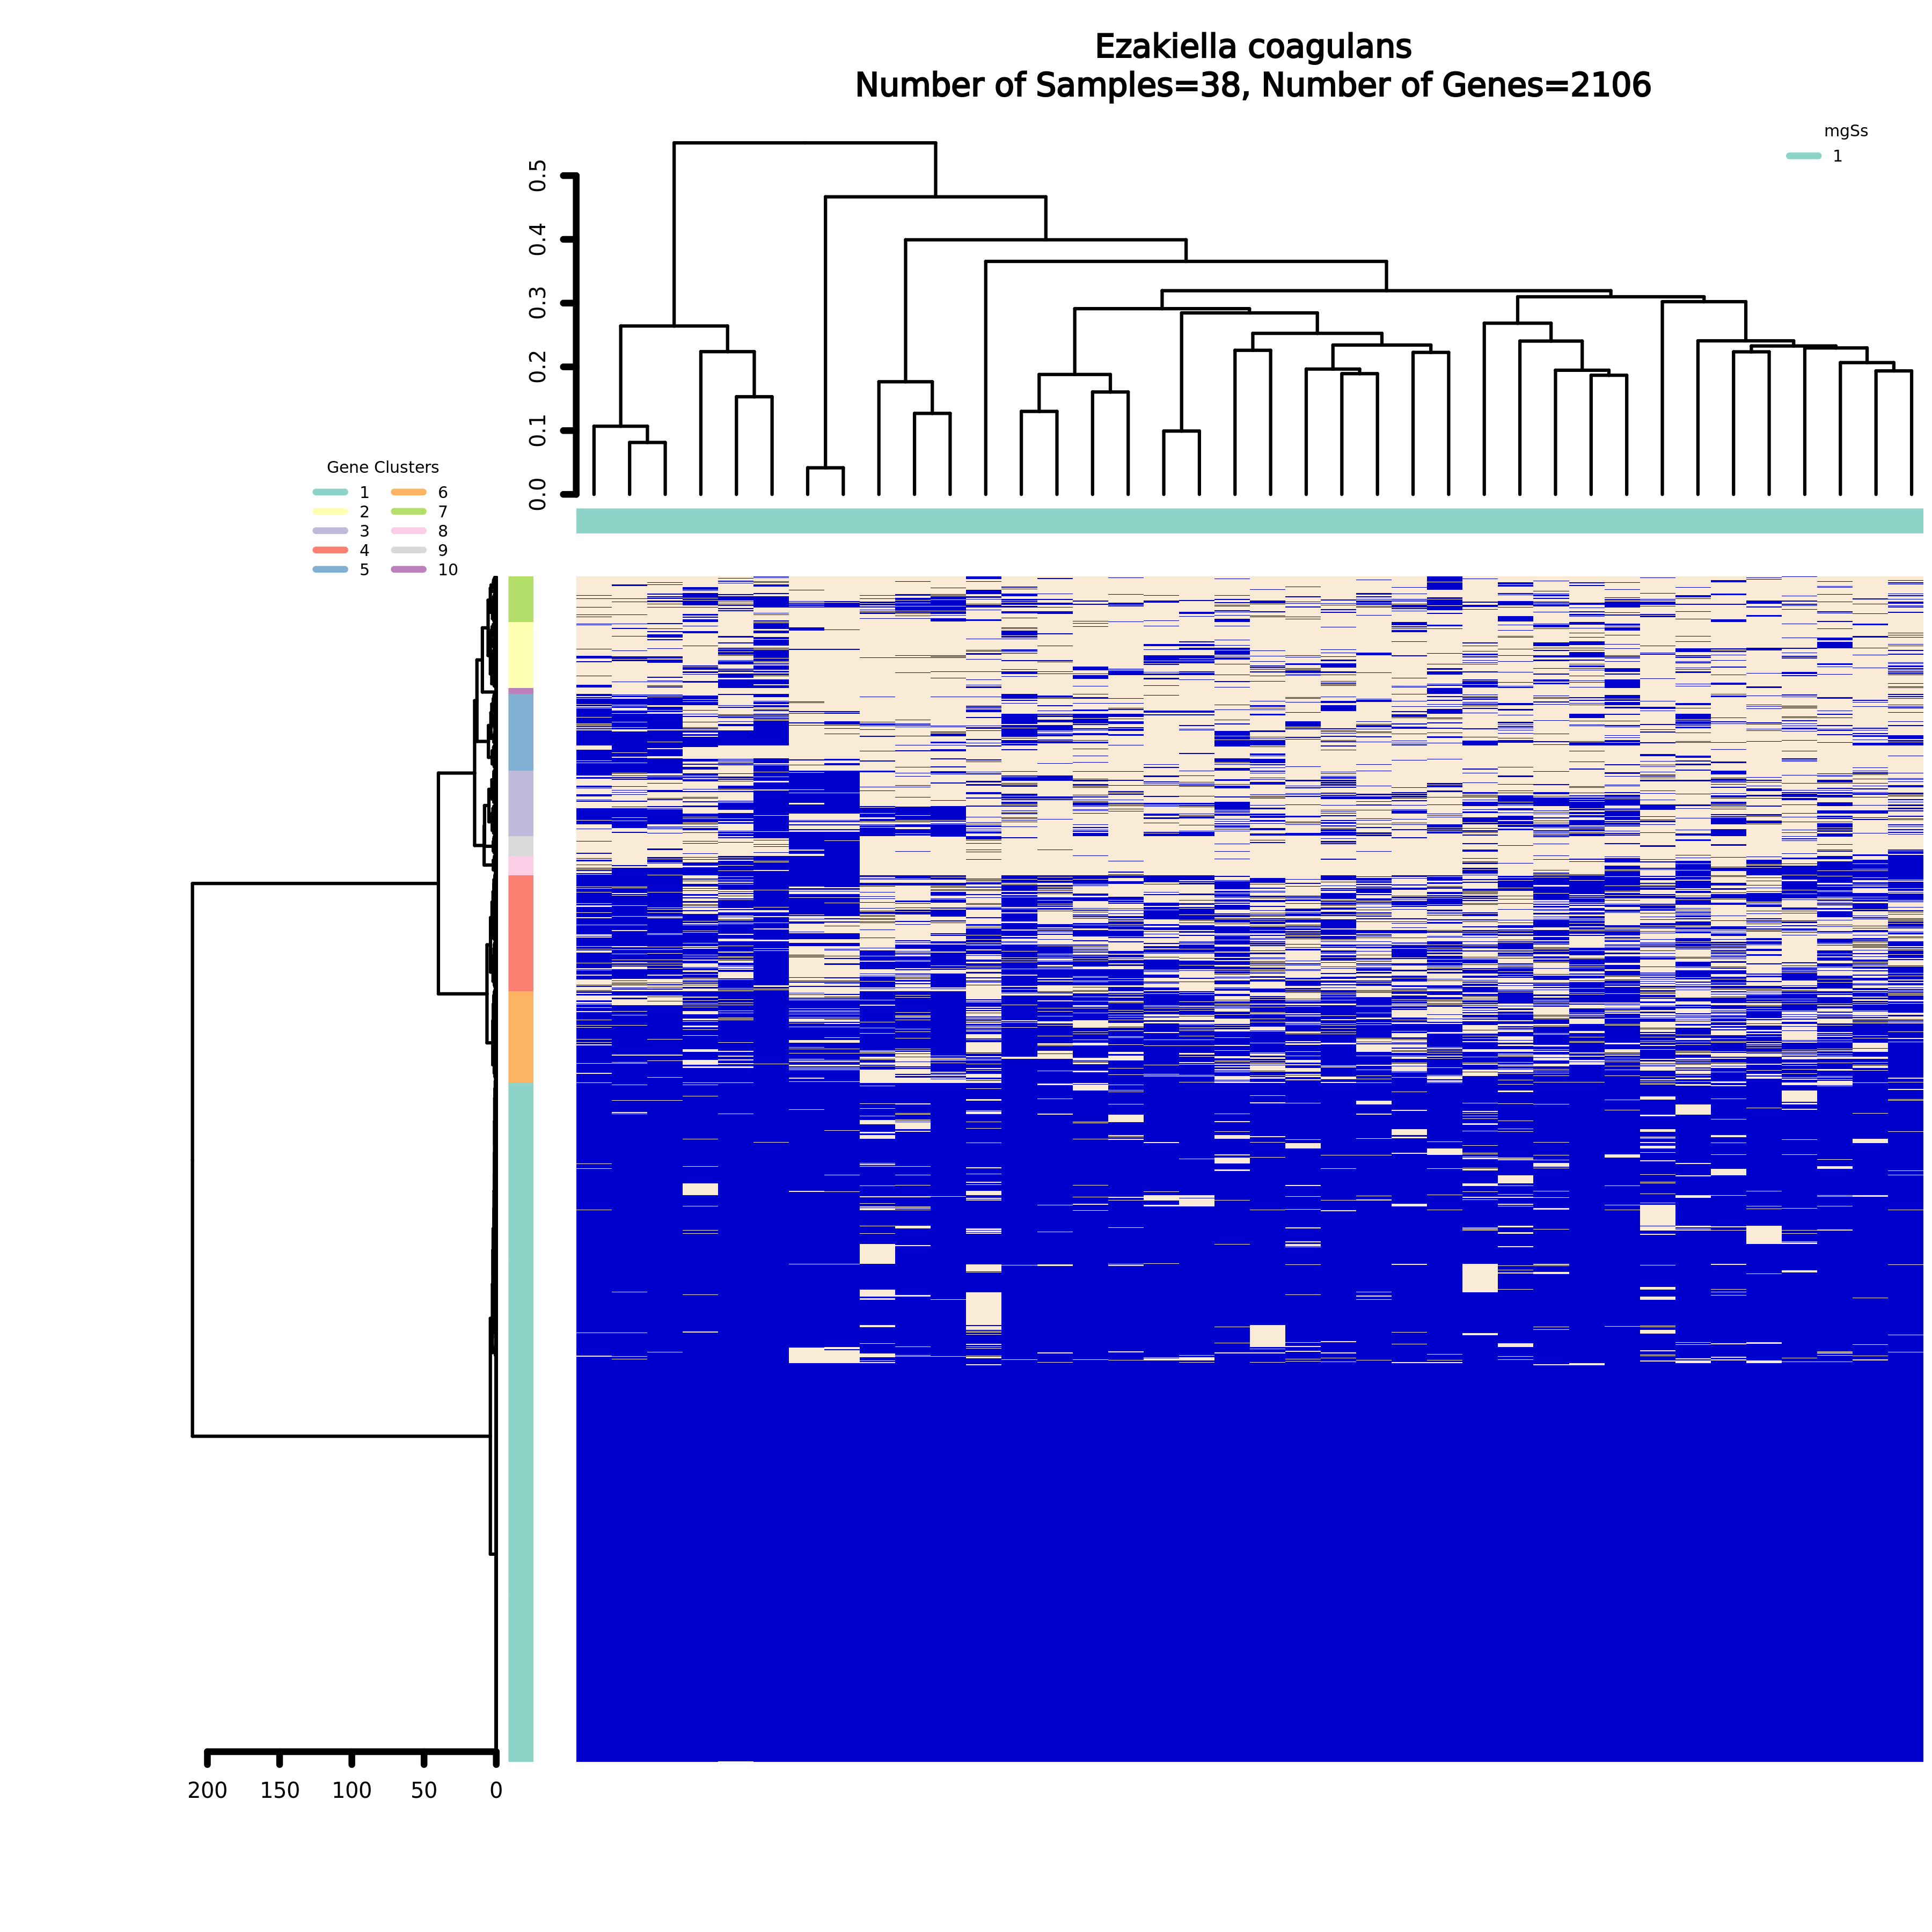 Ezakiella coagulans
Number of Samples=38, Number of Genes=2106
mgSs
1
0.5
0.4
0.3
0.2
0.1
0.0
Gene Clusters
1 6
2 7
3 8
4 9
5 10
200 150 100 50 0